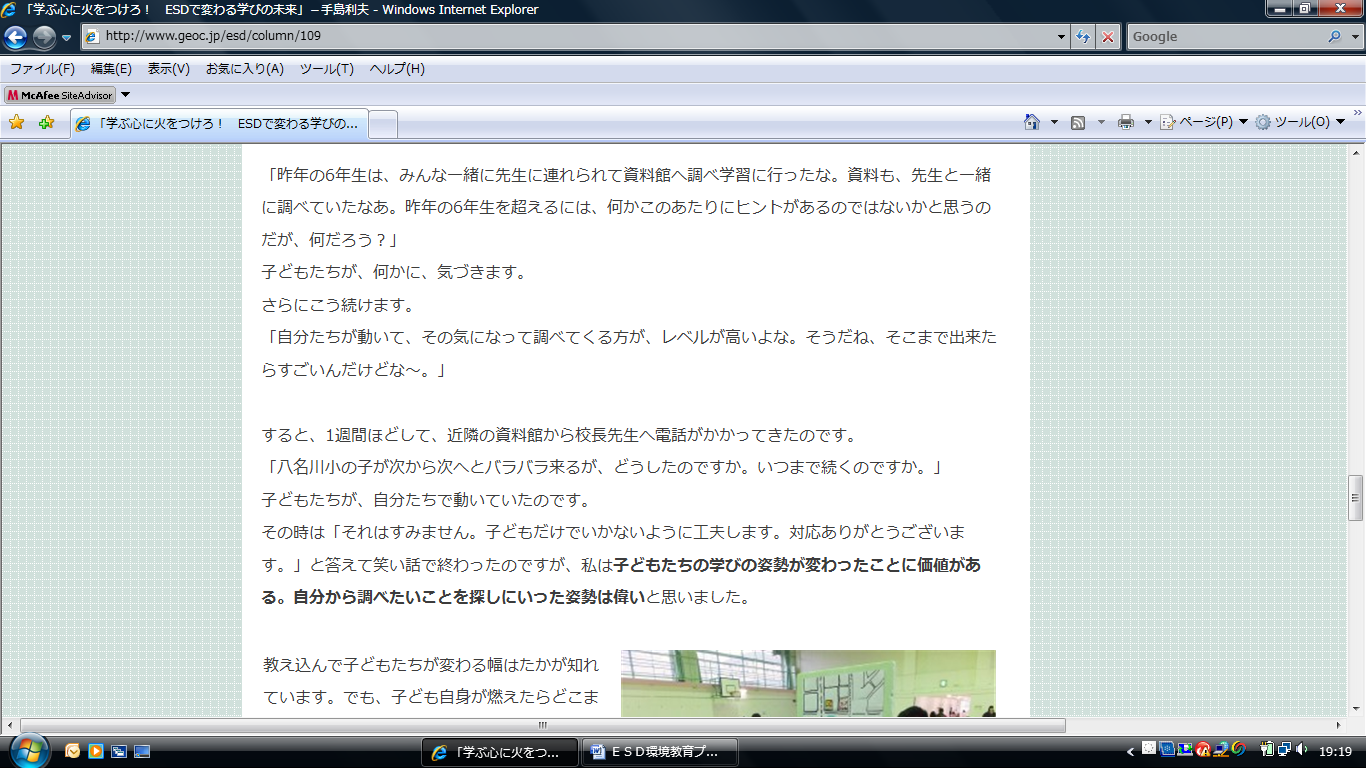 「学ぶ心に火をつけろ！　ESDで変わる学びの未来」－手島利夫 - Windows Internet Explorer
http://www.geoc.jp/esd/column/109
Google
ファイル(F) 編集(E) 表示(V) お気に入り(A) ツール(T) ヘルプ(H)
McAfee SiteAdvisor
「学ぶ心に火をつけろ！　ESDで変わる学びの...
ページ(P) ツール(O)
「昨年の6年生は、みんな一緒に先生に連れられて資料館へ調べ学習に行ったな。資料も、先生と一緒
に調べていたなあ。昨年の6年生を超えるには、何かこのあたりにヒントがあるのではないかと思うの
だが、何だろう？」
子どもたちが、何かに、気づきます。
さらにこう続けます。
「自分たちが動いて、その気になって調べてくる方が、レベルが高いよな。そうだね、そこまで出来た
らすごいんだけどな～。」
すると、1週間ほどして、近隣の資料館から校長先生へ電話がかかってきたのです。
「八名川小の子が次から次へとバラバラ来るが、どうしたのですか。いつまで続くのですか。」
子どもたちが、自分たちで動いていたのです。
その時は「それはすみません。子どもだけでいかないように工夫します。対応ありがとうございま
す。」と答えて笑い話で終わったのですが、私は子どもたちの学びの姿勢が変わったことに価値があ
る。自分から調べたいことを探しにいった姿勢は偉いと思いました。
教え込んで子どもたちが変わる幅はたかが知れ
ています。でも、子ども自身が燃えたらどこま
「学ぶ心に火をつ...
ＥＳＤ環境教育プ...
19:19